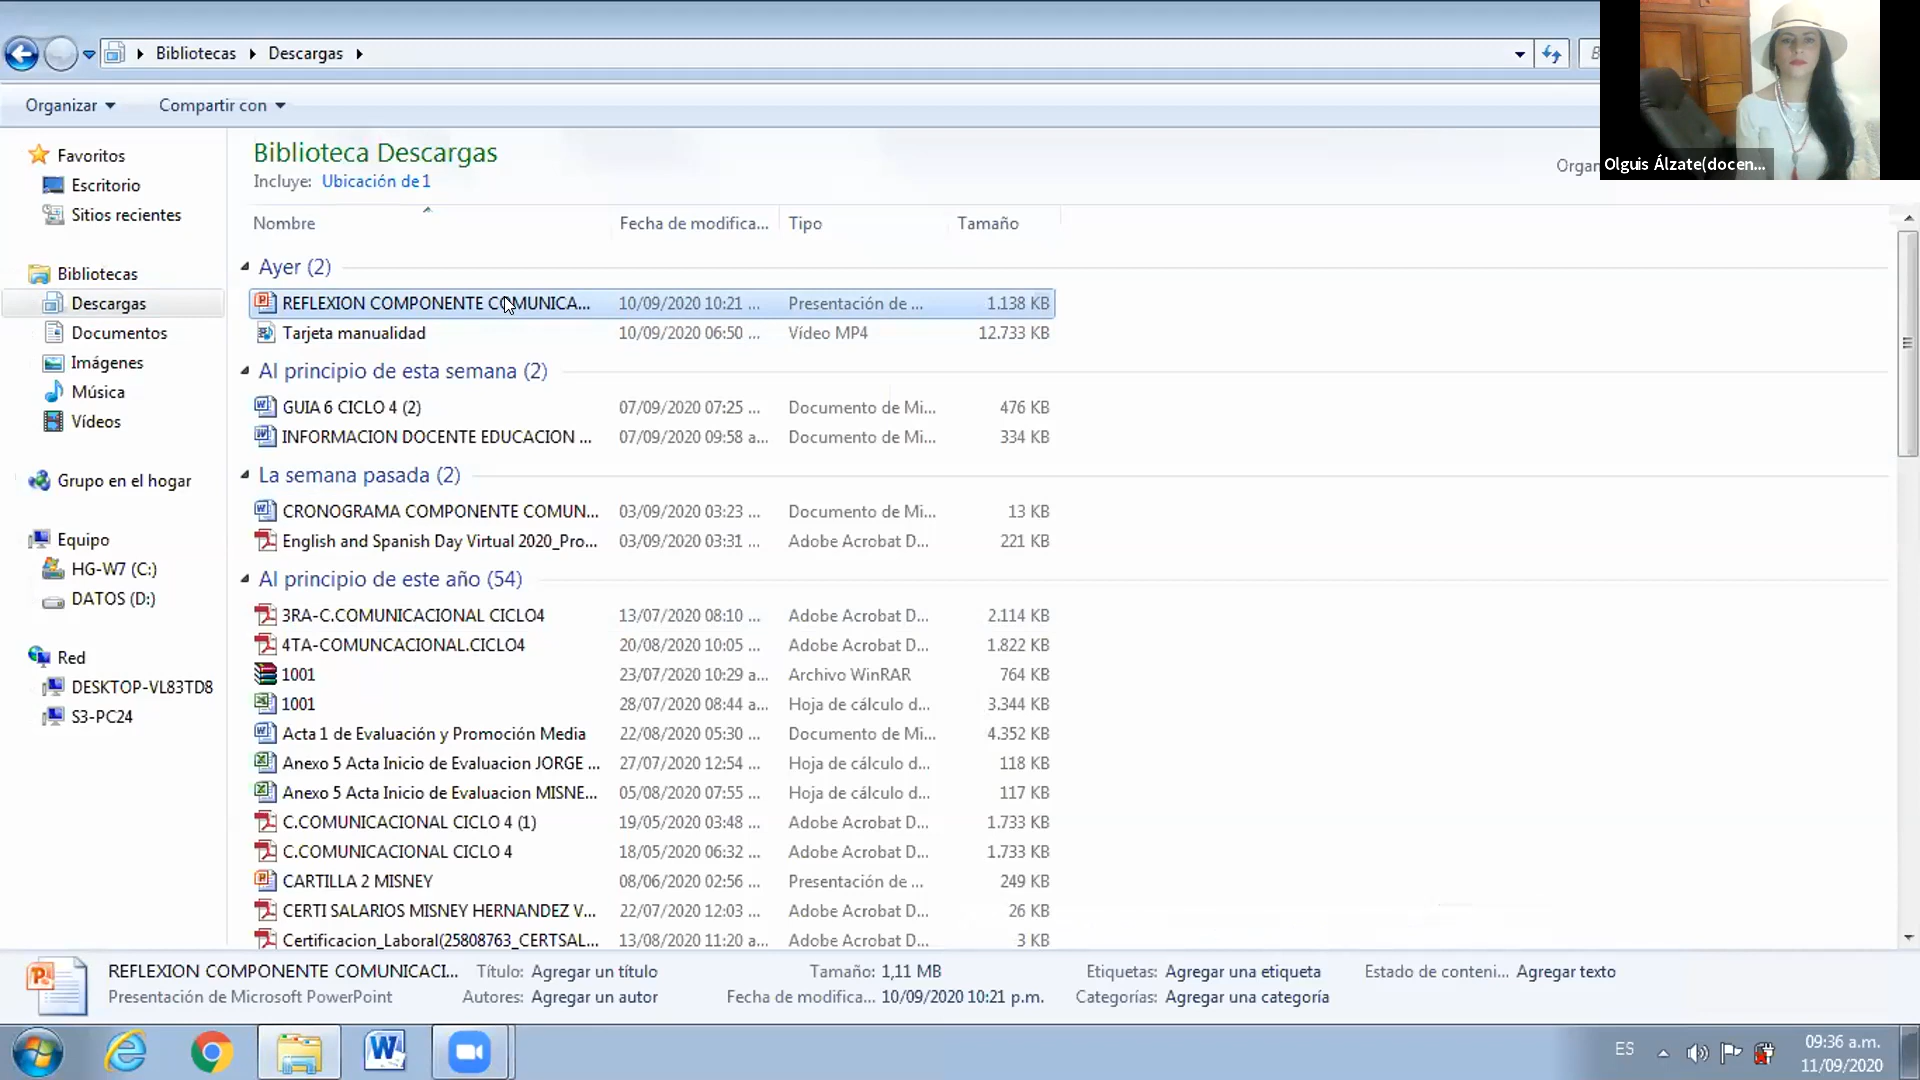 Bibliotecas Descargas
Organizar Compartir con
Olguis Álzate(docen...
Biblioteca Descargas
Incluye: Ubicación de 1
Nombre Fecha de modifica... Tipo Tamaño
Favoritos
Escritorio
Sitios recientes
Bibliotecas
Descargas
Documentos
Imágenes
Música
Vídeos
Grupo en el hogar
Equipo
HG-W7 (C:)
DATOS (D:)
Red
DESKTOP-VL83TD8
S3-PC24
Ayer (2)
REFLEXION COMPONENTE COMUNICA... 10/09/2020 10:21 ... Presentación de ... 1.138 KB
Tarjeta manualidad 10/09/2020 06:50 ... Vídeo MP4 12.733 KB
Al principio de esta semana (2)
GUIA 6 CICLO 4 (2) 07/09/2020 07:25 ... Documento de Mi... 476 KB
INFORMACION DOCENTE EDUCACION ... 07/09/2020 09:58 a... Documento de Mi... 334 KB
La semana pasada (2)
CRONOGRAMA COMPONENTE COMUN... 03/09/2020 03:23 ... Documento de Mi... 13 KB
English and Spanish Day Virtual 2020_Pro... 03/09/2020 03:31 ... Adobe Acrobat D... 221 KB
Al principio de este año (54)
3RA-C.COMUNICACIONAL CICLO4 13/07/2020 08:10 ... Adobe Acrobat D... 2.114 KB
4TA-COMUNCACIONAL.CICLO4 20/08/2020 10:05 ... Adobe Acrobat D... 1.822 KB
1001 23/07/2020 10:29 a... Archivo WinRAR 764 KB
1001 28/07/2020 08:44 a... Hoja de cálculo d... 3.344 KB
Acta 1 de Evaluación y Promoción Media 22/08/2020 05:30 ... Documento de Mi... 4.352 KB
Anexo 5 Acta Inicio de Evaluacion JORGE ... 27/07/2020 12:54 ... Hoja de cálculo d... 118 KB
Anexo 5 Acta Inicio de Evaluacion MISNE... 05/08/2020 07:55 ... Hoja de cálculo d... 117 KB
C.COMUNICACIONAL CICLO 4 (1) 19/05/2020 03:48 ... Adobe Acrobat D... 1.733 KB
C.COMUNICACIONAL CICLO 4 18/05/2020 06:32 ... Adobe Acrobat D... 1.733 KB
CARTILLA 2 MISNEY 08/06/2020 02:56 ... Presentación de ... 249 KB
CERTI SALARIOS MISNEY HERNANDEZ V... 22/07/2020 12:03 ... Adobe Acrobat D... 26 KB
Certificacion_Laboral(25808763_CERTSAL... 13/08/2020 11:20 a... Adobe Acrobat D... 3 KB
REFLEXION COMPONENTE COMUNICACI... Título: Agregar un título Tamaño: 1,11 MB Etiquetas: Agregar una etiqueta Estado de conteni... Agregar texto
Presentación de Microsoft PowerPoint Autores: Agregar un autor Fecha de modifica... 10/09/2020 10:21 p.m. Categorías: Agregar una categoría
ES
09:36 a.m.
11/09/2020